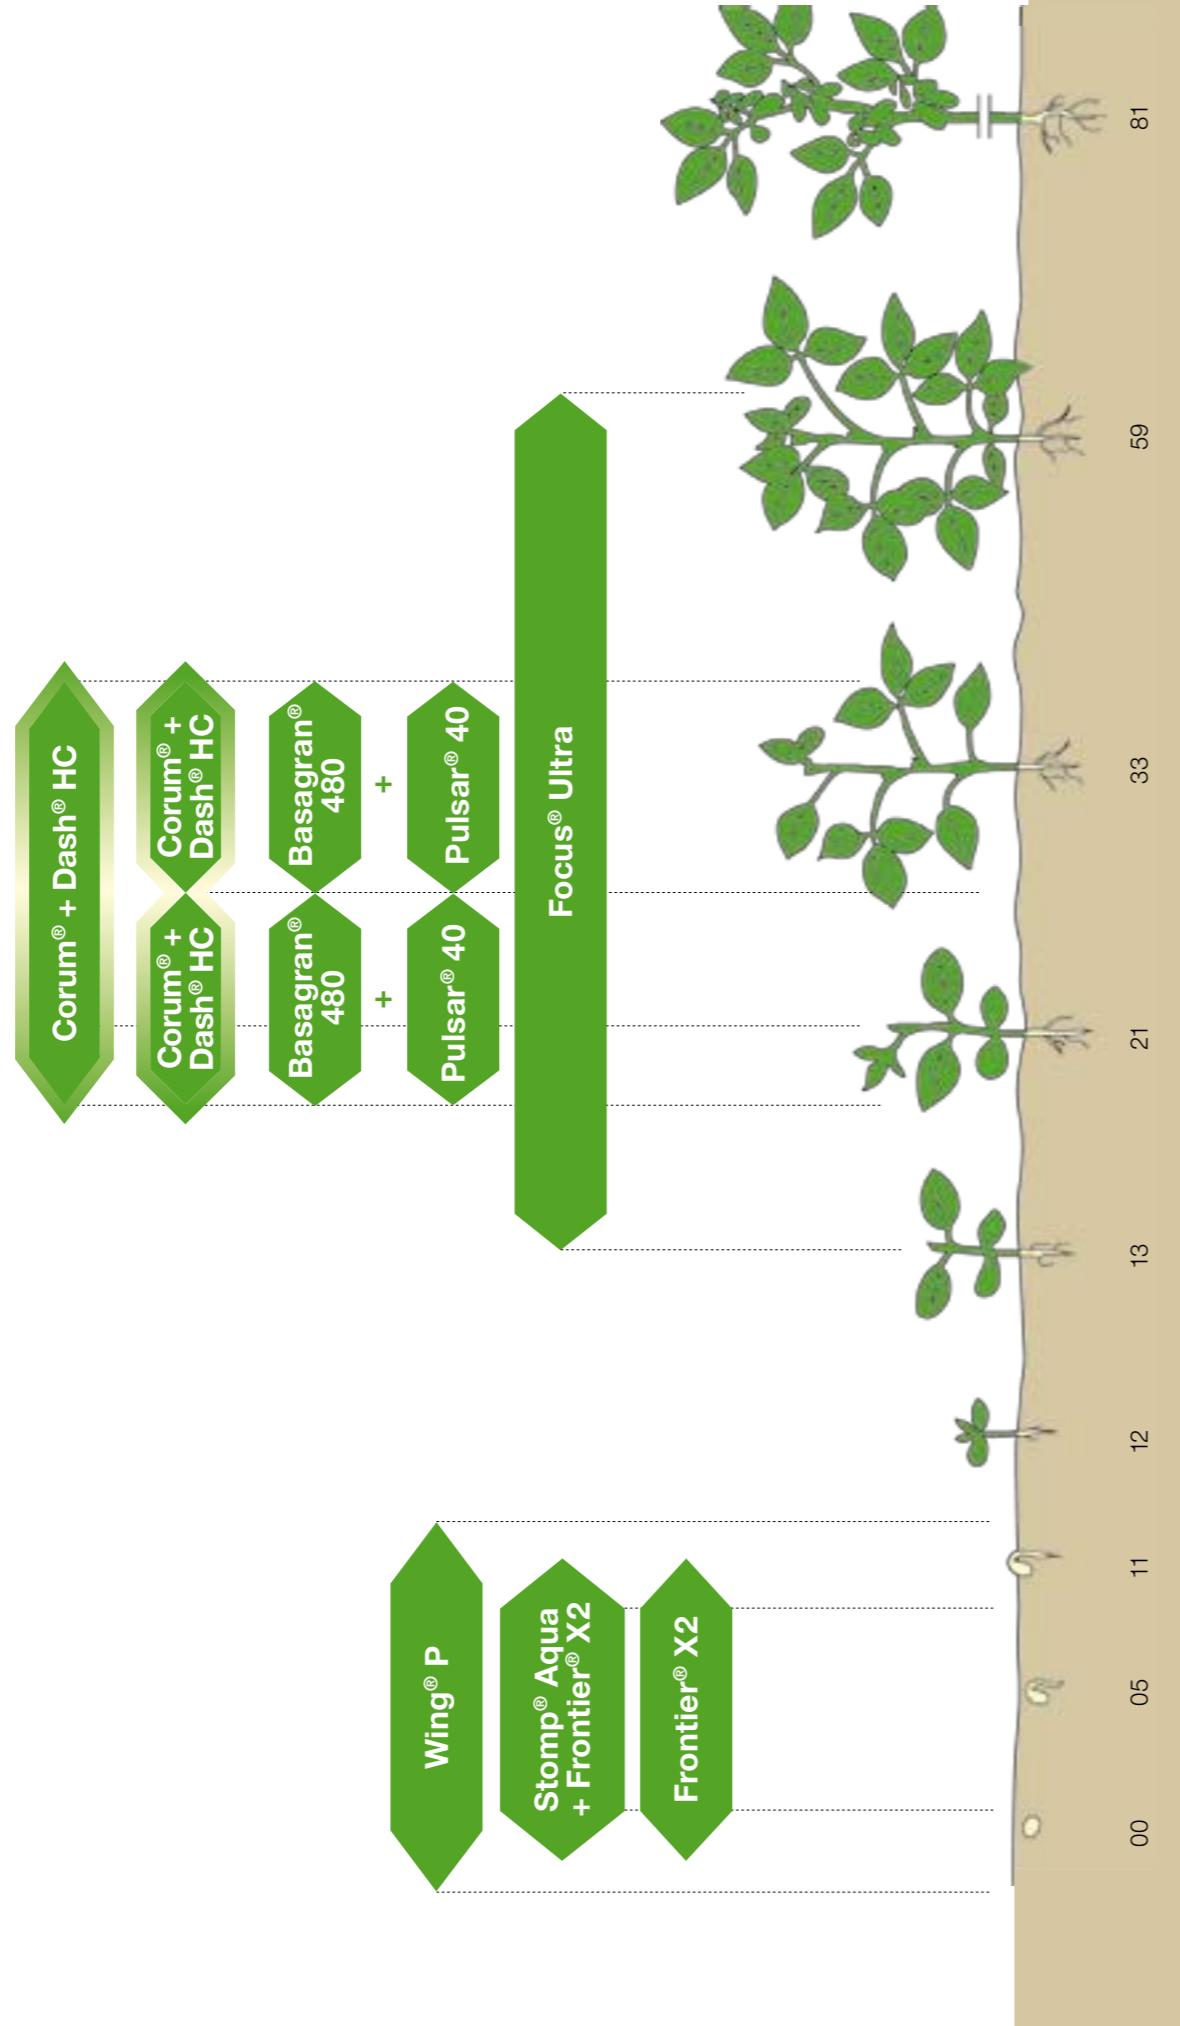 Corum® + Dash® HC
Corum® +
Dash® HC
Corum® +
Dash® HC
Basagran®
480
Basagran®
480
+
+
Pulsar® 40
Pulsar® 40
Wing® P
Stomp® Aqua
+ Frontier® X2
Focus® Ultra
Frontier® X2
00
05
11
12
13
21
33
59
81